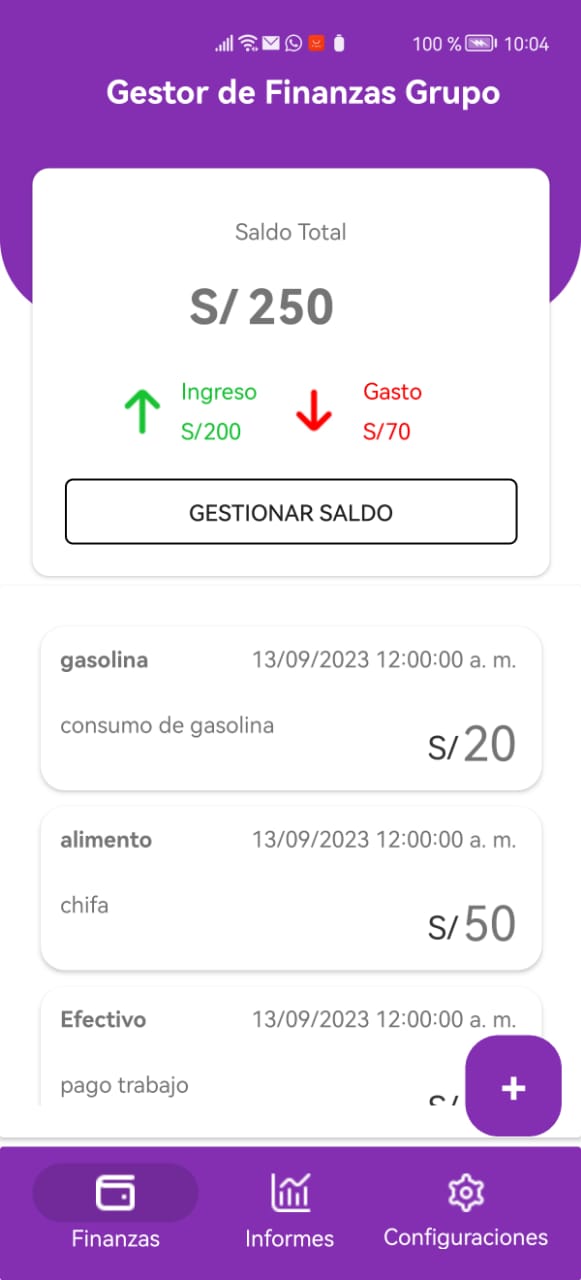 100 % 10:04
Gestor de Finanzas Grupo
Saldo Total
S/ 250
Ingreso Gasto
S/200 S/70
GESTIONAR SALDO
gasolina 13/09/2023 12:00:00 a. m.
consumo de gasolina
S/ 20
alimento 13/09/2023 12:00:00 a. m.
chifa
S/ 50
Efectivo 13/09/2023 12:00:00 a. m.
pago trabajo
S/
+
Finanzas Informes Configuraciones